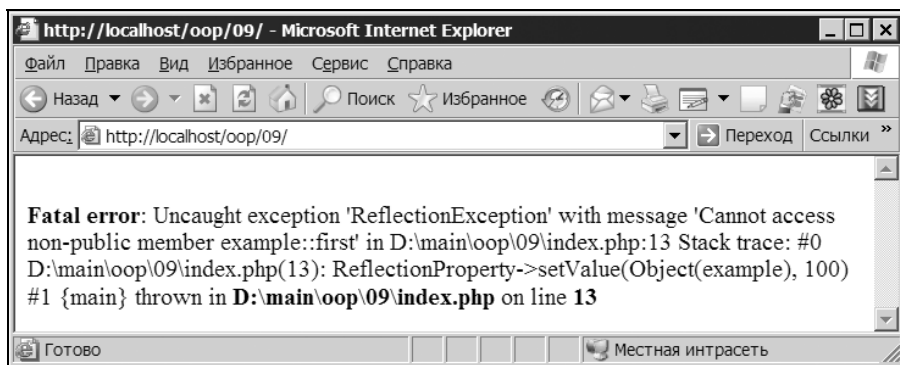 http://localhost/oop/09/ - Microsoft Internet Explorer
Файл Правка Вид Избранное Сервис Справка
Назад Поиск Избранное
Адрес: http://localhost/oop/09/ Переход Ссылки »
Fatal error: Uncaught exception 'ReflectionException' with message 'Cannot access
non-public member example::first' in D:\main\oop\09\index.php:13 Stack trace: #0
D:\main\oop\09\index.php(13): ReflectionProperty->setValue(Object(example), 100)
#1 {main} thrown in D:\main\oop\09\index.php on line 13
Готово Местная интрасеть